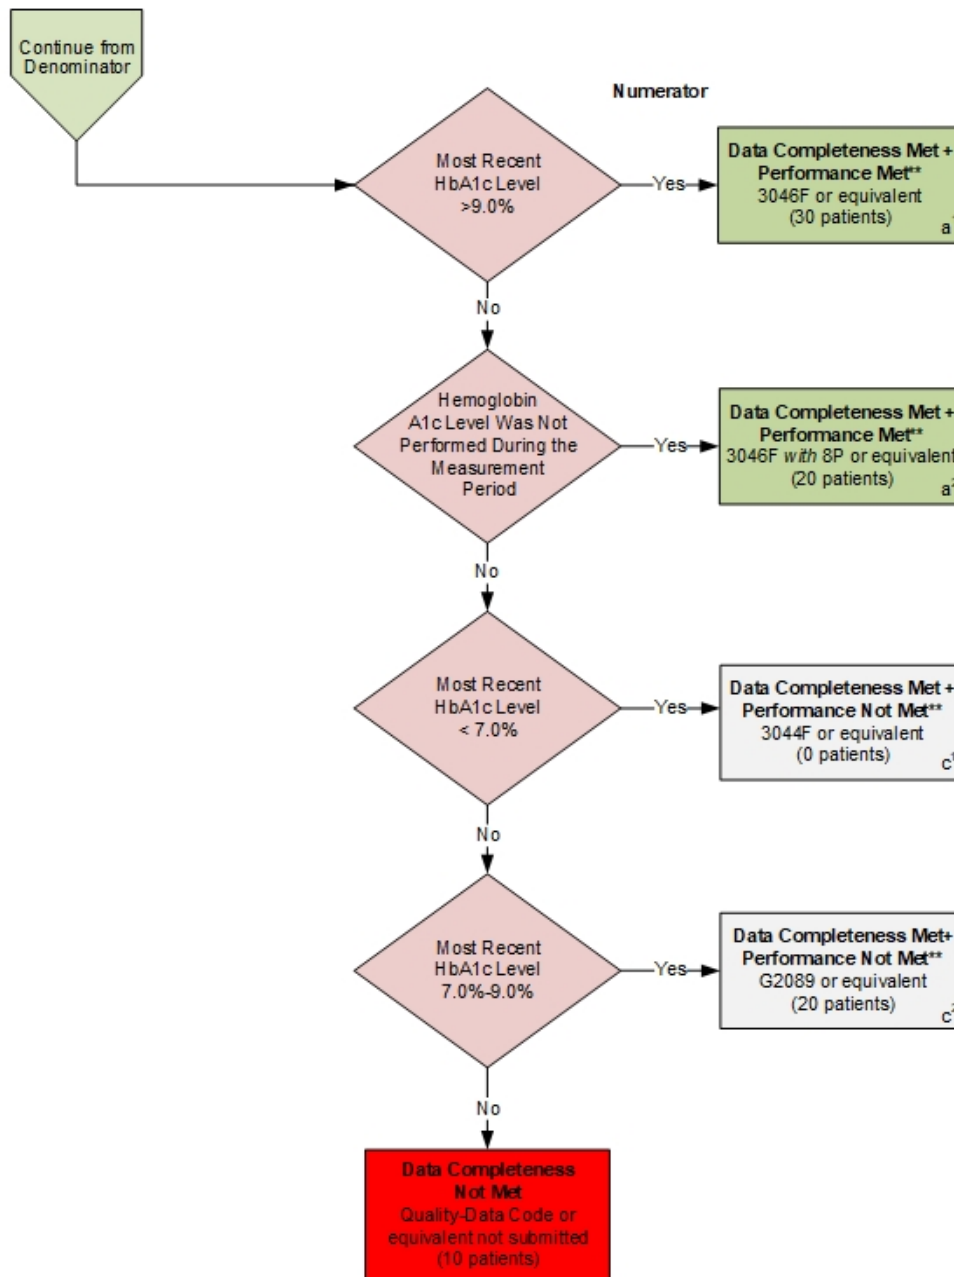 Continue from
Denominator
Numerator
Most Recent
HbA1c Level
>9.0%
Yes
Data Completeness Met +
Performance Met**
3046F or equivalent
(30 patients)
a
No
Hemoglobin
A1c Level Was Not
Performed During the
Measurement
Period
Yes
Data Completeness Met +
Performance Met**
3046F with 8P or equivalent
(20 patients)
a²
No
Most Recent
HbA1c Level
< 7.0%
Yes
Data Completeness Met +
Performance Not Met**
3044F or equivalent
(0 patients)
c¹
No
Most Recent
HbA1c Level
7.0%-9.0%
Yes
Data Completeness Met+
Performance Not Met**
G2089 or equivalent
(20 patients)
c²
No
Data Completeness
Not Met
Quality-Data Code or
equivalent not submitted
(10 patients)